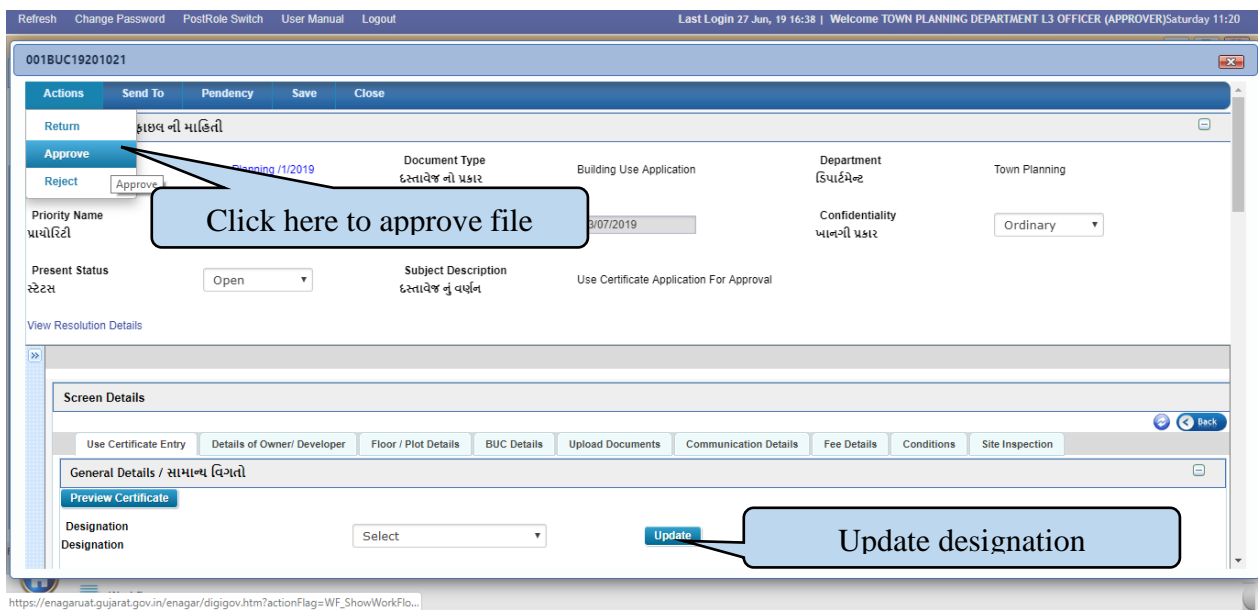 Refresh Change Password PostRole Switch User Manual Logout Last Login 27 Jun, 19 16:38 | Welcome TOWN PLANNING DEPARTMENT L3 OFFICER (APPROVER)Saturday 11:20
001BUC19201021
Actions Send To Pendency Save Close
Return
ફાઇલ ની માહિતી
Approve
Reject
Approve
Planning /1/2019
Document Type
દસ્તાવેજ નો પ્રકાર
Building Use Application
Department
ડિપાર્ટમેન્ટ
Town Planning
Click here to approve file
Priority Name
પ્રાયોરિટી
3/07/2019
Confidentiality
ખાનગી પ્રકાર
Ordinary
Present Status
સ્ટેટસ
Open
Subject Description
દસ્તાવેજ નું વર્ણન
Use Certificate Application For Approval
View Resolution Details
Screen Details
Back
Use Certificate Entry Details of Owner/ Developer Floor / Plot Details BUC Details Upload Documents Communication Details Fee Details Conditions Site Inspection
General Details / સામાન્ય વિગતો
Preview Certificate
Designation
Designation
Select
Update
Update designation
https://enagaruat.gujarat.gov.in/enagar/digigov.htm?actionFlag=WF_ShowWorkFlo...